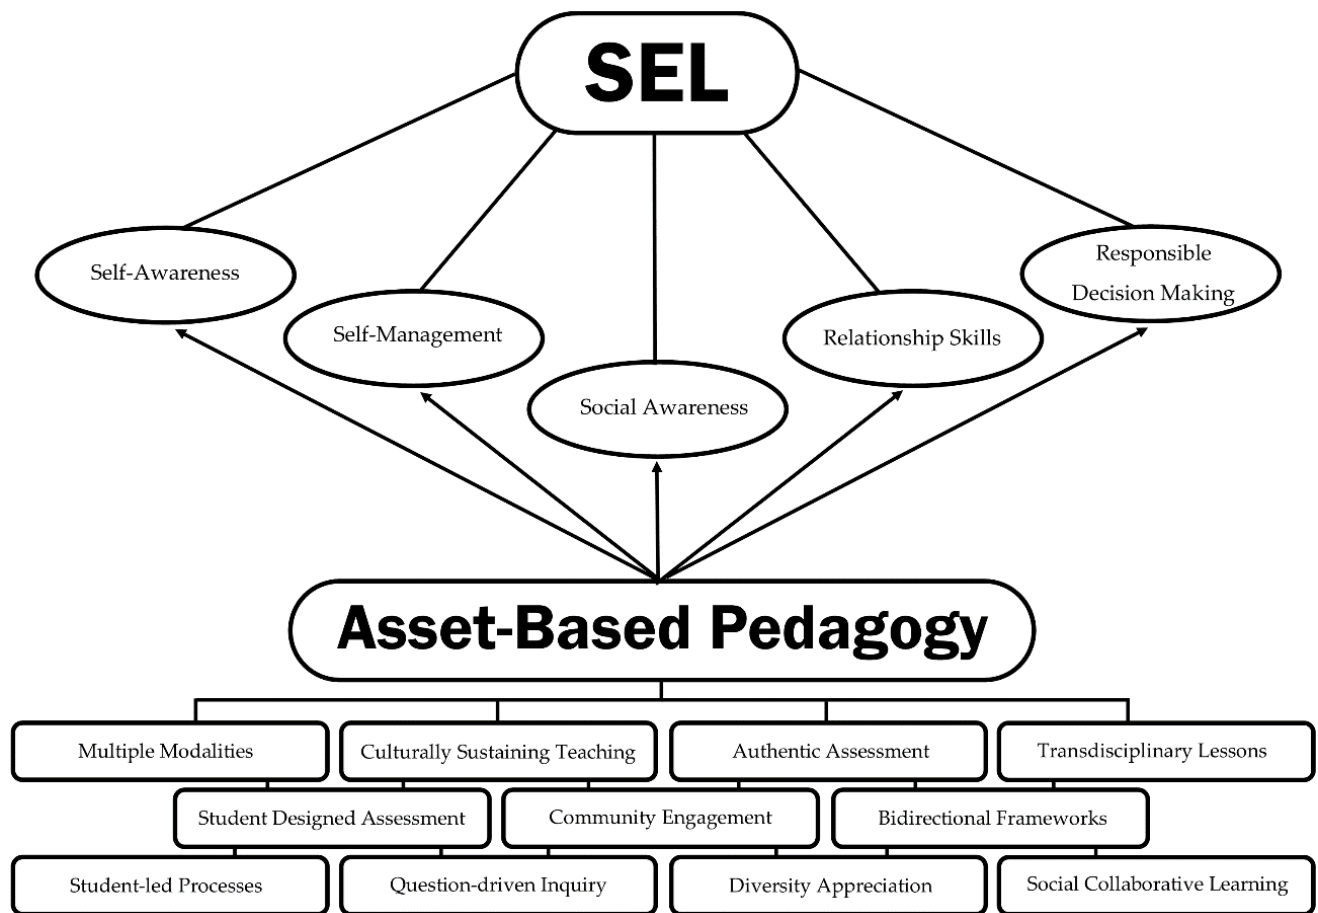 SEL
Self-Awareness
Self-Management
Social Awareness
Relationship Skills
Responsible
Decision Making
Asset-Based Pedagogy
Multiple Modalities
Culturally Sustaining Teaching
Authentic Assessment
Transdisciplinary Lessons
Student Designed Assessment
Community Engagement
Bidirectional Frameworks
Student-led Processes
Question-driven Inquiry
Diversity Appreciation
Social Collaborative Learning